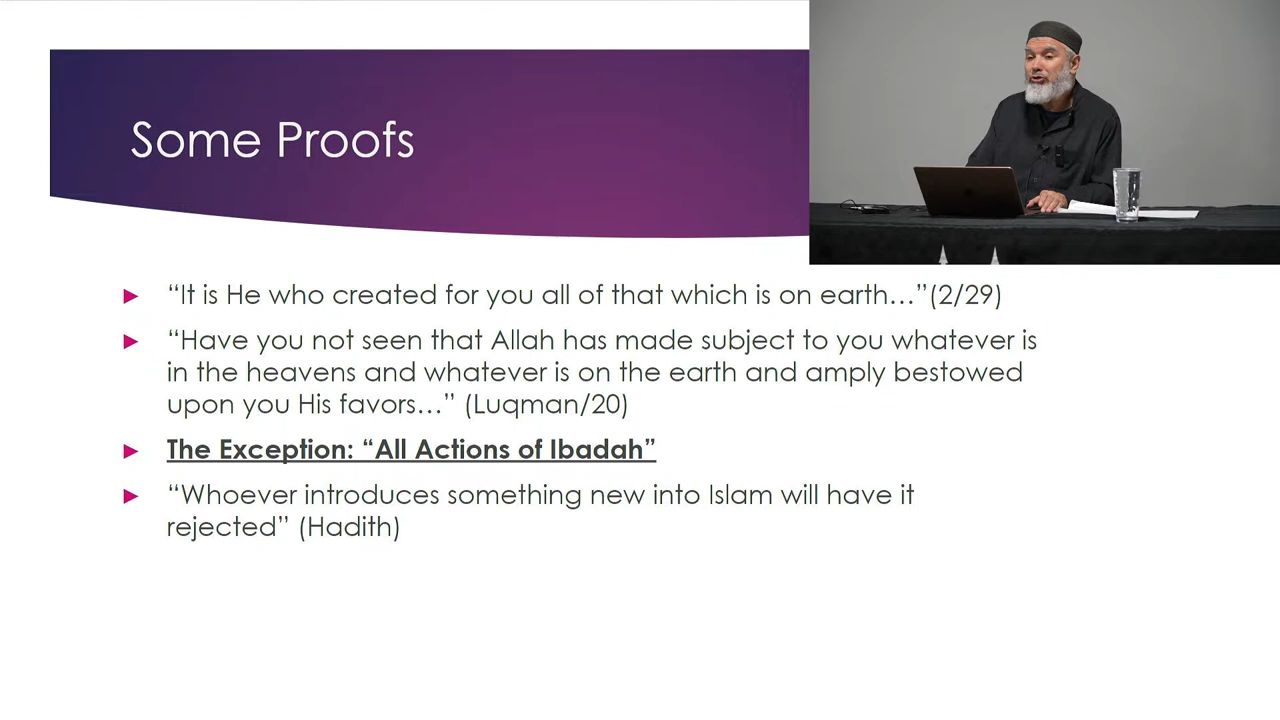 Some Proofs
“It is He who created for you all of that which is on earth…”(2/29)
“Have you not seen that Allah has made subject to you whatever is
in the heavens and whatever is on the earth and amply bestowed
upon you His favors…” (Luqman/20)
The Exception: “All Actions of Ibadah”
“Whoever introduces something new into Islam will have it
rejected” (Hadith)